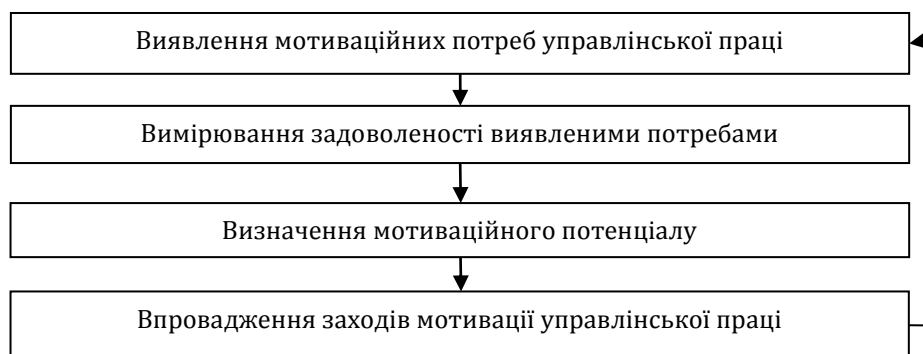 Виявлення мотиваційних потреб управлінської праці
Вимірювання задоволеності виявленими потребами
Визначення мотиваційного потенціалу
Впровадження заходів мотивації управлінської праці